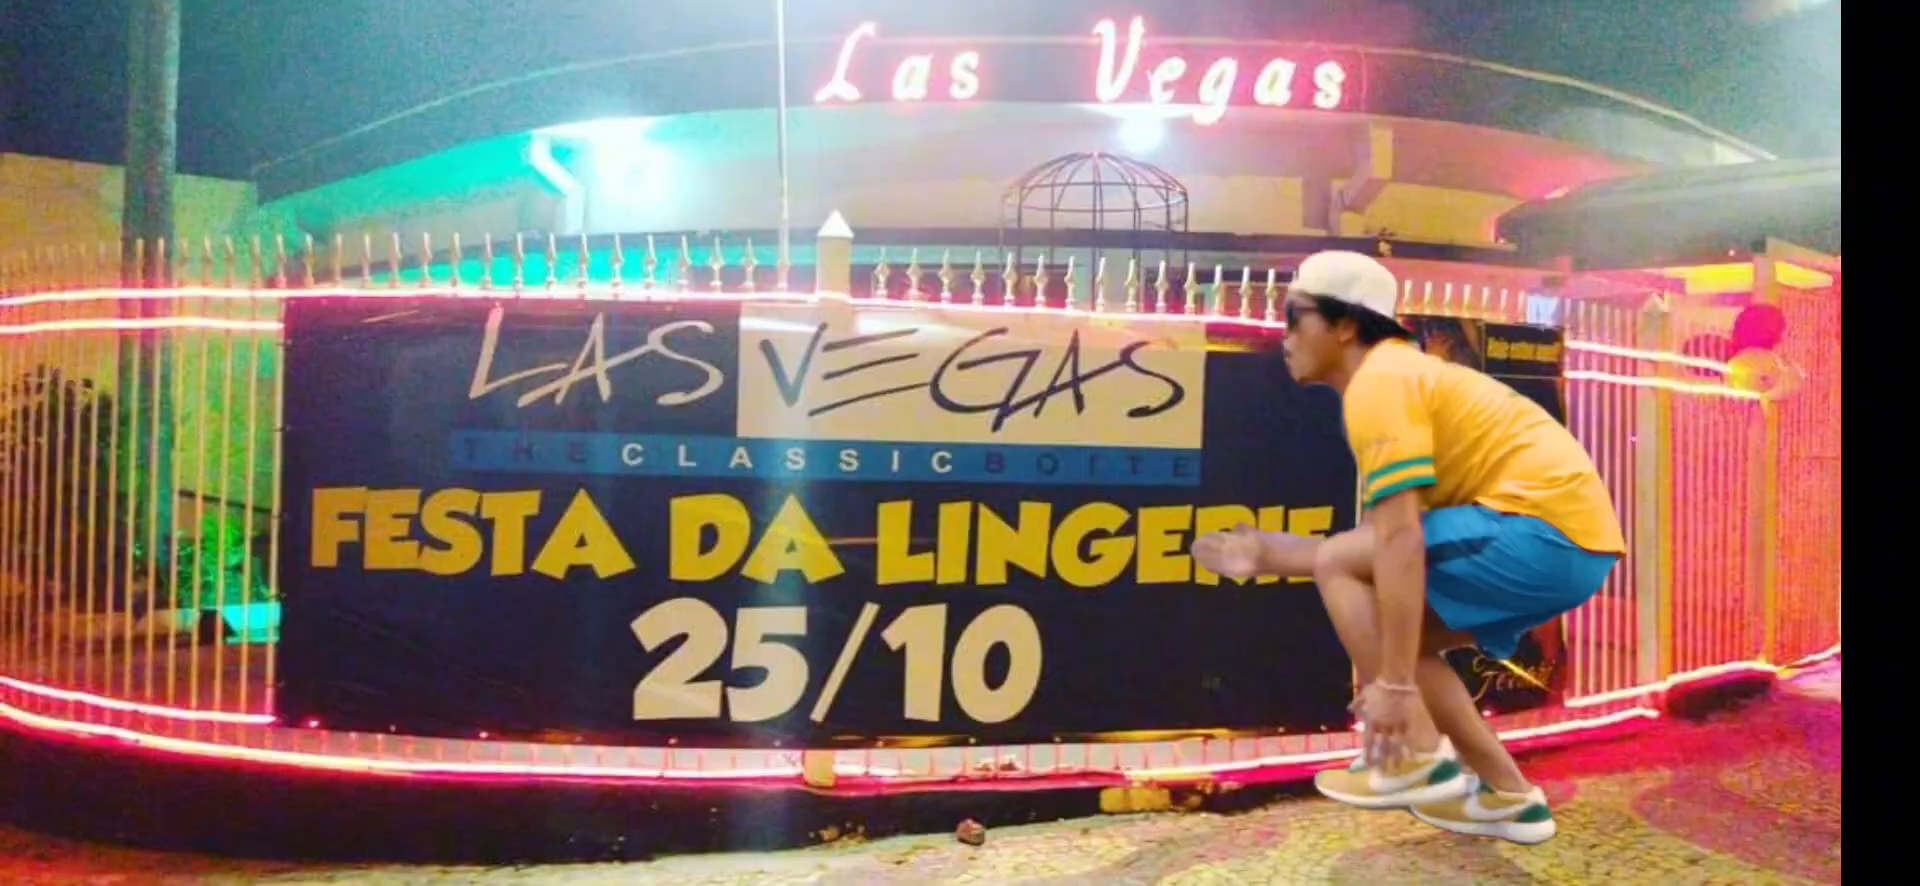 Las Vegas
LAS VEGAS
THE CLASSIC BOITE
FESTA DA LINGERIE
25/10